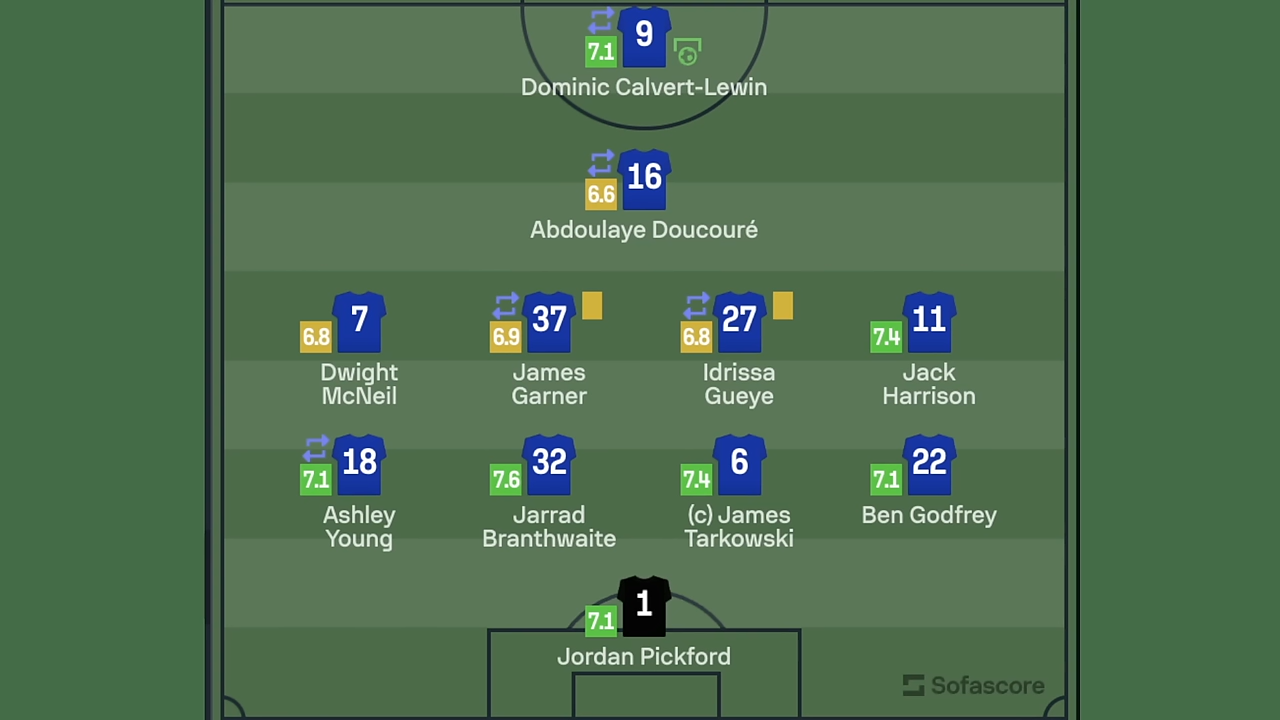 9
7.1
Dominic Calvert-Lewin
16
6.6
Abdoulaye Doucouré
7
37
27
11
6.8
6.9
6.8
7.4
Dwight
McNeil
James
Garner
Idrissa
Gueye
Jack
Harrison
18
32
6
22
7.1
7.6
7.4
7.1
Ashley
Young
Jarrad
Branthwaite
(c) James
Tarkowski
Ben Godfrey
1
7.1
Jordan Pickford
Sofascore